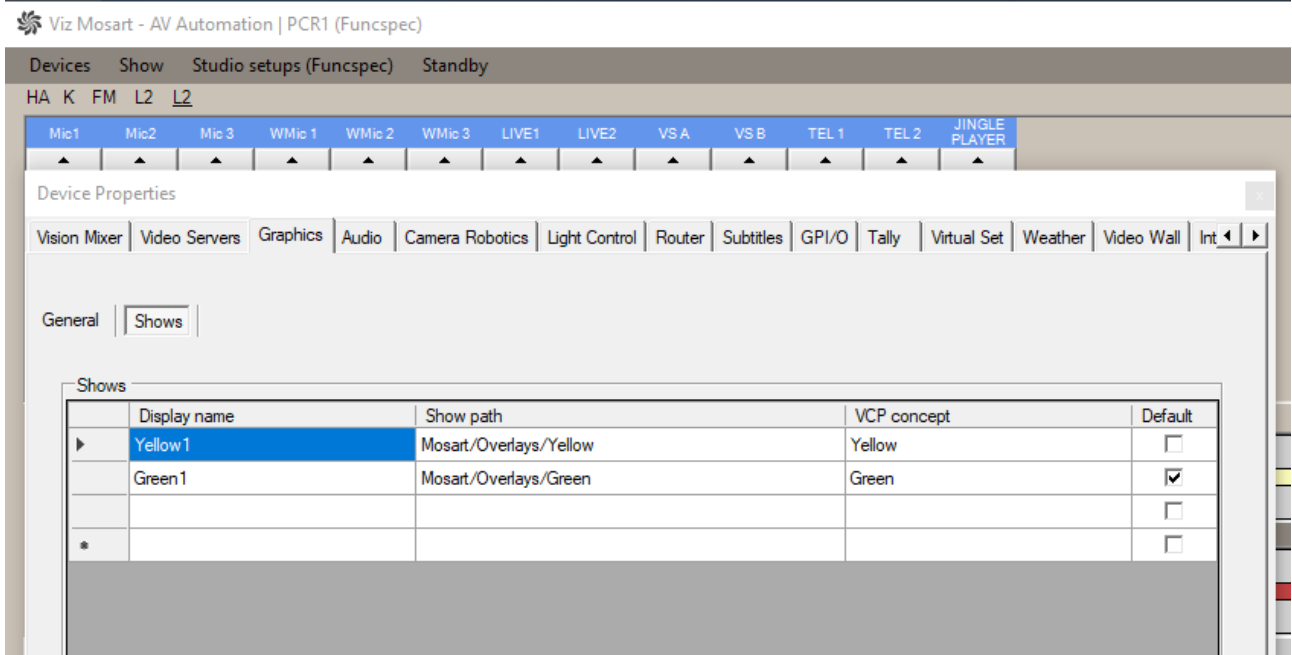 Viz Mosart - AV Automation | PCR1 (Funcspec)
Devices Show Studio setups (Funcspec) Standby
HA K FM L2 L2
Mic1 Mic2 Mic 3 WMic 1 WMic 2 WMic 3 LIVE1 LIVE2 VS A VS B TEL 1 TEL 2 JINGLE
PLAYER
Device Properties
x
Vision Mixer Video Servers Graphics Audio Camera Robotics Light Control Router Subtitles GPI/O Tally Virtual Set Weather Video Wall Int
General Shows
Shows
Display name Show path VCP concept Default
Yellow1 Mosart/Overlays/Yellow Yellow
Green1 Mosart/Overlays/Green Green